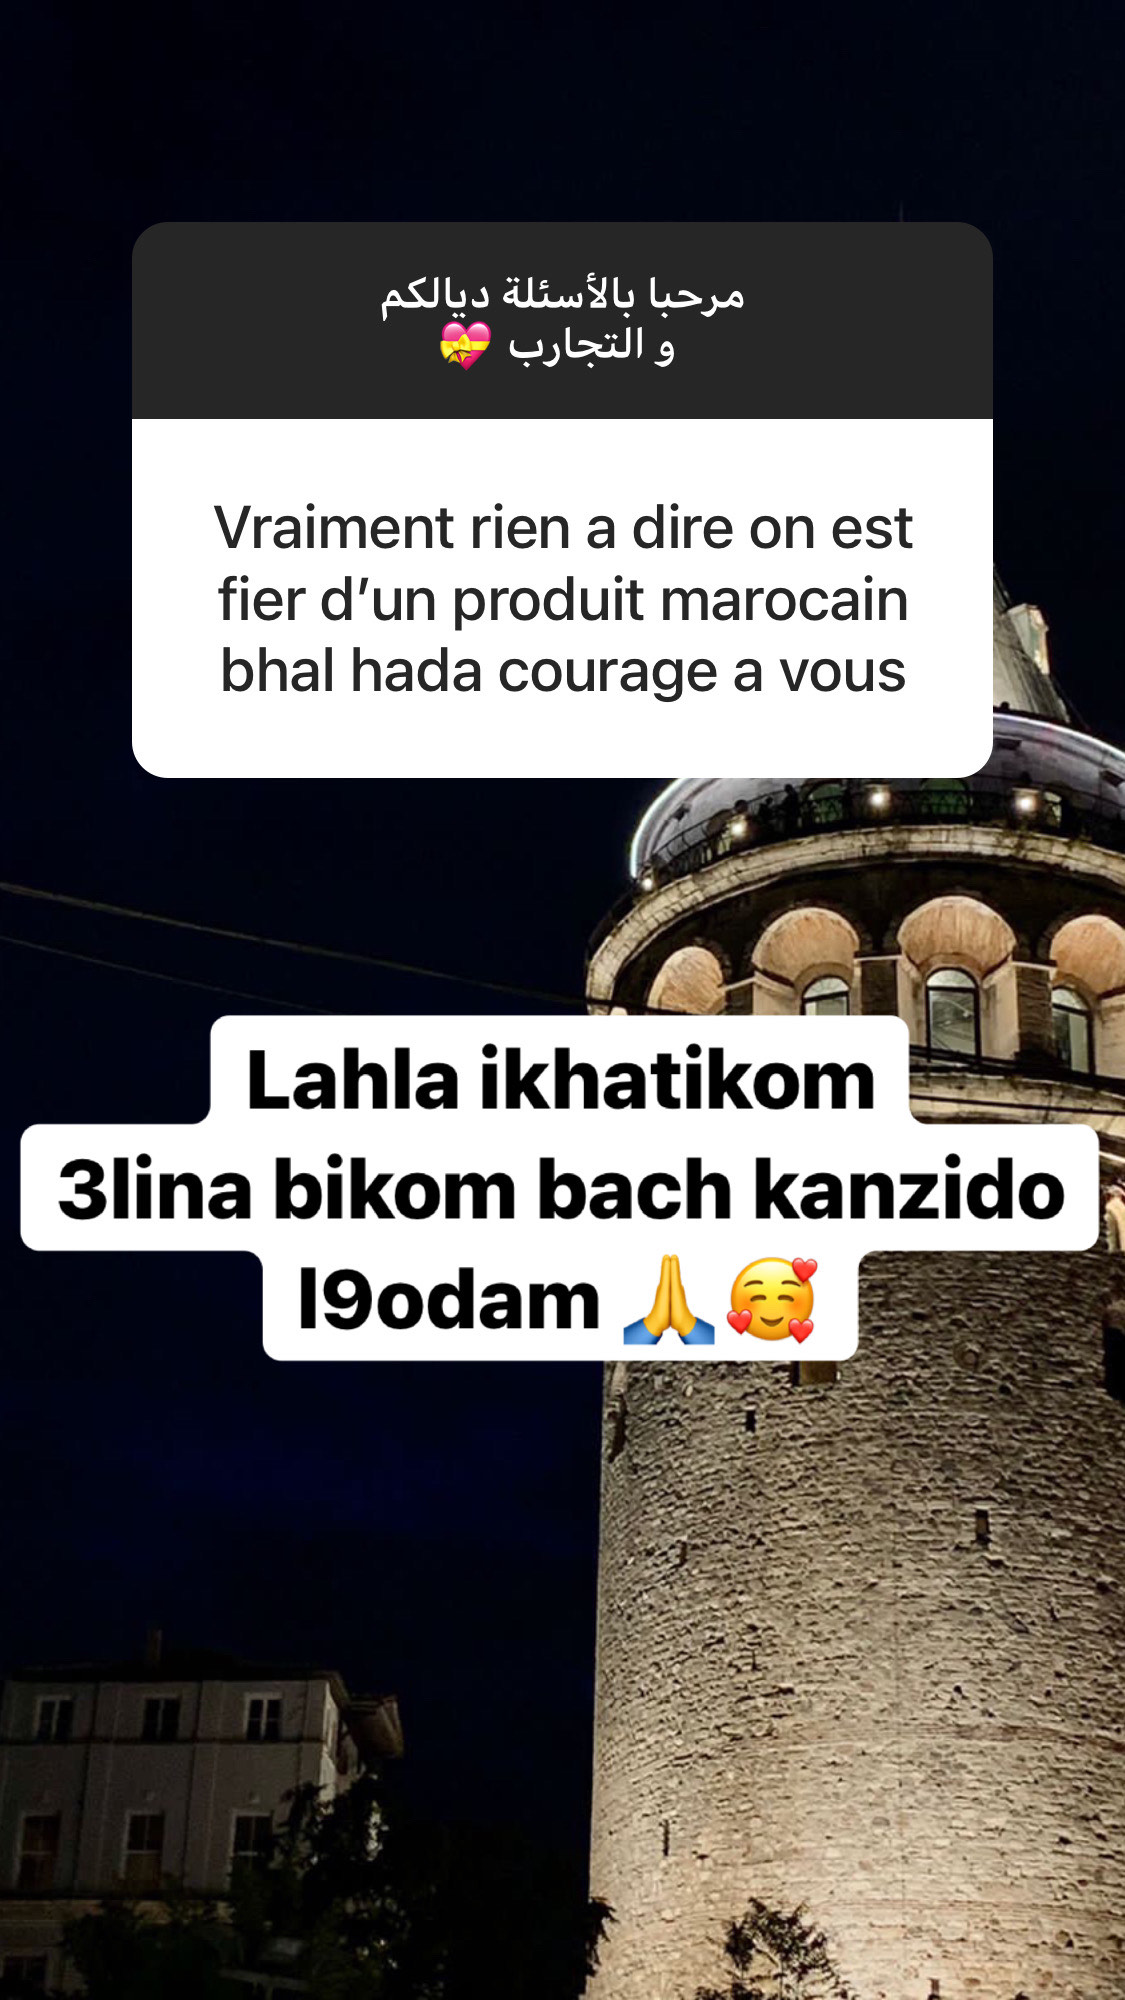 مرحبا بالأسئلة ديالكم
و التجارب 💝
Vraiment rien a dire on est
fier d’un produit marocain
bhal hada courage a vous
Lahla ikhatikom
3lina bikom bach kanzido
l9odam 🙏🥰